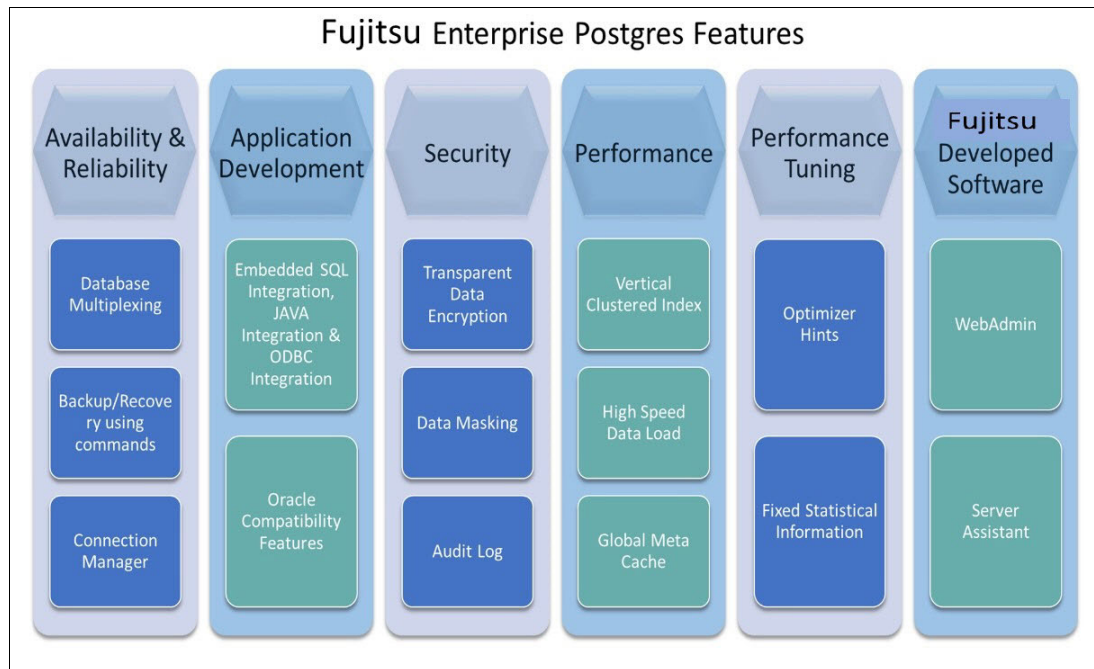 Fujitsu Enterprise Postgres Features
Availability &
Reliability
Database
Multiplexing
Backup/Recove
ry using
commands
Connection
Manager
Application
Development
Embedded SQL
Integration,
JAVA
Integration &
ODBC
Integration
Oracle
Compatibility
Features
Security
Transparent
Data
Encryption
Data Masking
Audit Log
Performance
Vertical
Clustered Index
High Speed
Data Load
Global Meta
Cache
Performance
Tuning
Optimizer
Hints
Fixed Statistical
Information
Fujitsu
Developed
Software
WebAdmin
Server
Assistant